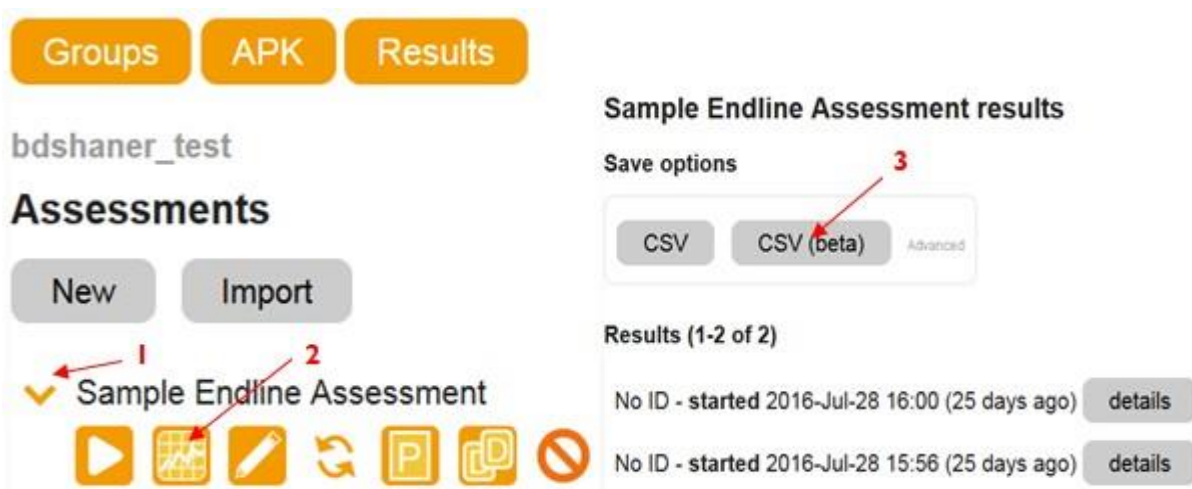 Groups APK Results
bdshaner_test
Assessments
New Import
1
2
Sample Endline Assessment
P D
Sample Endline Assessment results
Save options
3
CSV CSV (beta) Advanced
Results (1-2 of 2)
No ID - started 2016-Jul-28 16:00 (25 days ago) details
No ID - started 2016-Jul-28 15:56 (25 days ago) details